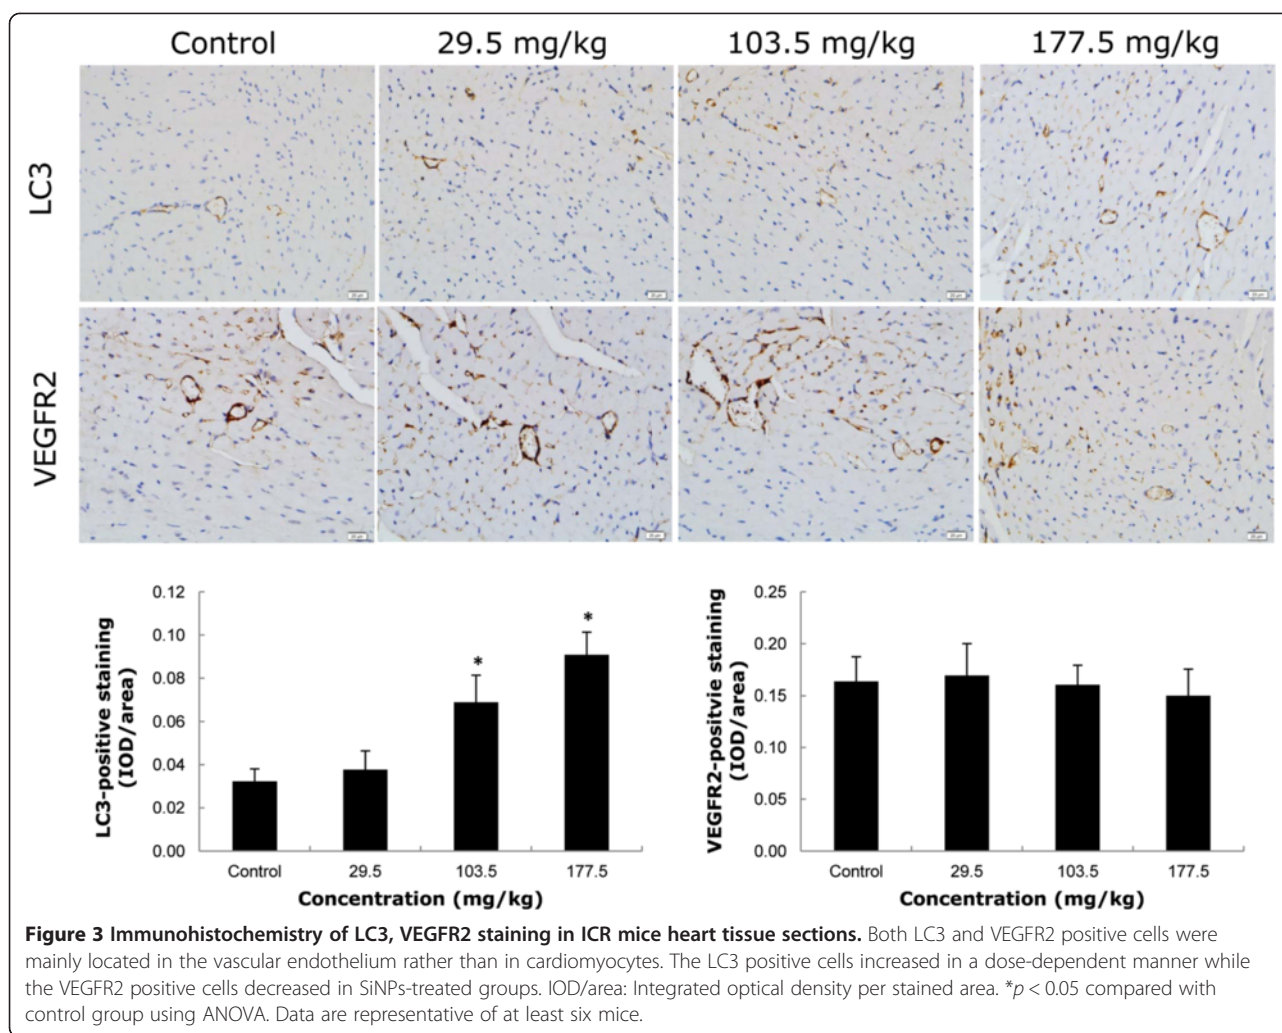 Control 29.5 mg/kg 103.5 mg/kg 177.5 mg/kg
LC3
VEGFR2
LC3-positive staining
(IOD/area)
0.12
0.10
0.08
0.06
0.04
0.02
0.00
*
*
Control 29.5 103.5 177.5
Concentration (mg/kg)
VEGFR2-positvie staining
(IOD/area)
0.25
0.20
0.15
0.10
0.05
0.00
Control 29.5 103.5 177.5
Concentration (mg/kg)
Figure 3 Immunohistochemistry of LC3, VEGFR2 staining in ICR mice heart tissue sections. Both LC3 and VEGFR2 positive cells were
mainly located in the vascular endothelium rather than in cardiomyocytes. The LC3 positive cells increased in a dose-dependent manner while
the VEGFR2 positive cells decreased in SiNPs-treated groups. IOD/area: Integrated optical density per stained area. *p < 0.05 compared with
control group using ANOVA. Data are representative of at least six mice.